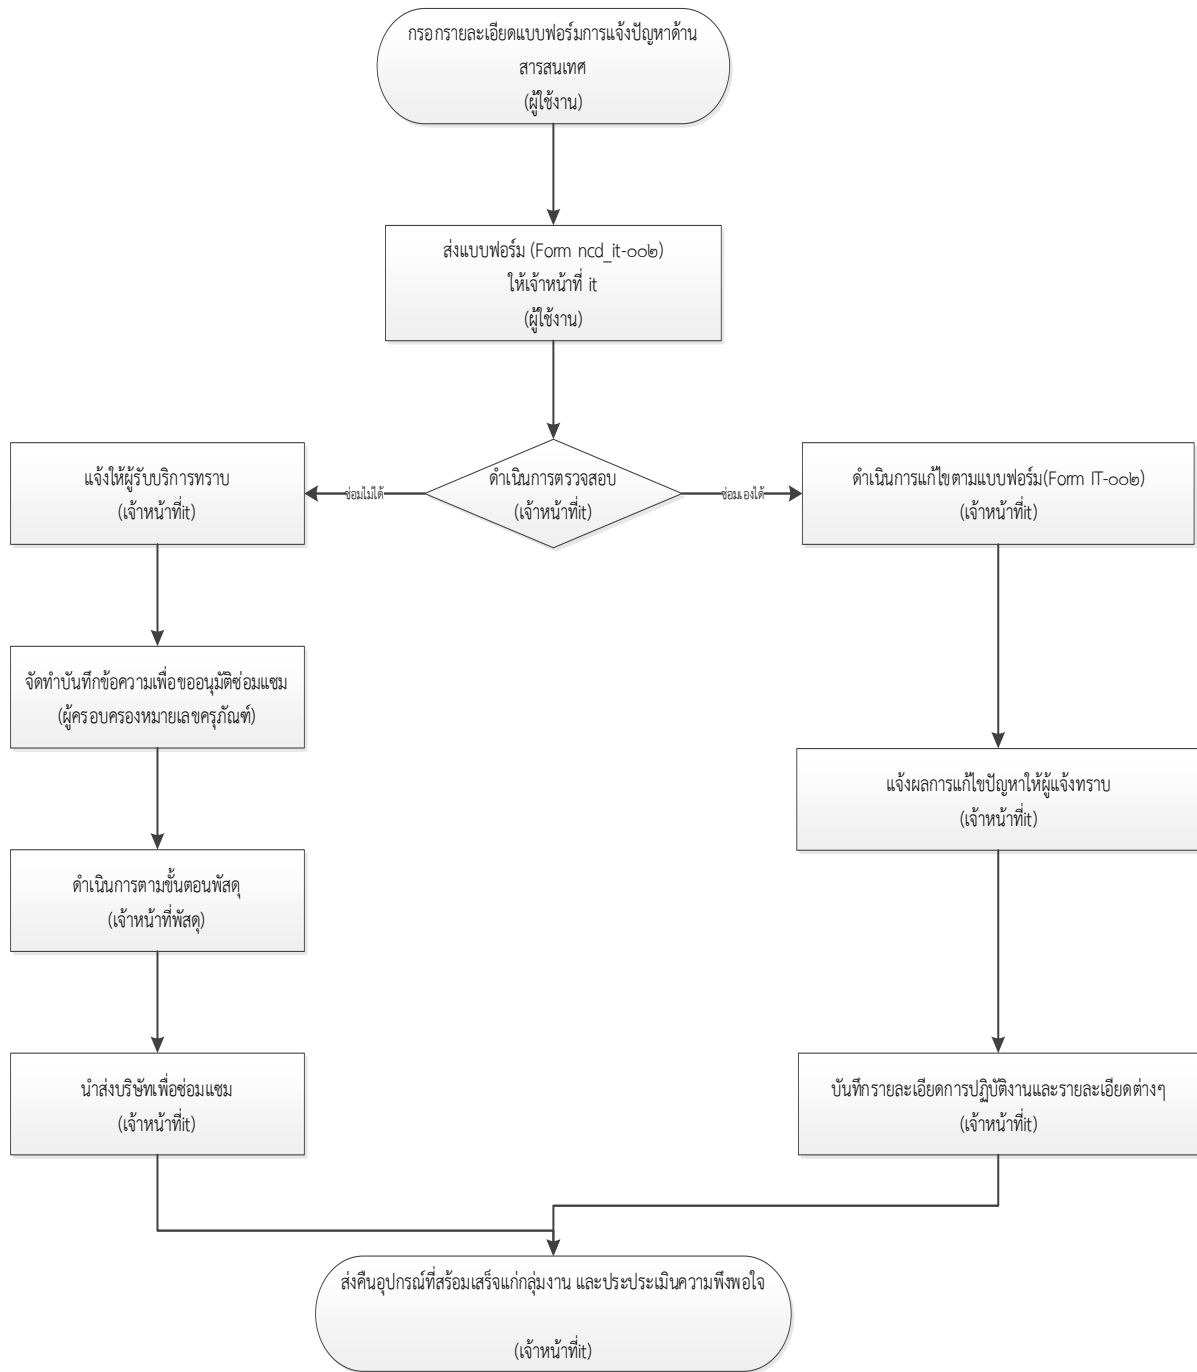 กรอกรายละเอียดแบบฟอร์มการแจ้งปัญหาด้าน
สารสนเทศ
(ผู้ใช้งาน)
ส่งแบบฟอร์ม (Form ncd_it-๐๐๒)
ให้เจ้าหน้าที่ it
(ผู้ใช้งาน)
แจ้งให้ผู้รับบริการทราบ
(เจ้าหน้าที่it)
ซ่อมไม่ได้
ดำเนินการตรวจสอบ
(เจ้าหน้าที่it)
ซ่อมเองได้
ดำเนินการแก้ไขตามแบบฟอร์ม(Form IT-๐๐๒)
(เจ้าหน้าที่it)
จัดทำบันทึกข้อความเพื่อขออนุมัติซ่อมแซม
(ผู้ครอบครองหมายเลขครุภัณฑ์)
แจ้งผลการแก้ไขปัญหาให้ผู้แจ้งทราบ
(เจ้าหน้าที่it)
ดำเนินการตามขั้นตอนพัสดุ
(เจ้าหน้าที่พัสดุ)
นำส่งบริษัทเพื่อซ่อมแซม
(เจ้าหน้าที่it)
บันทึกรายละเอียดการปฏิบัติงานและรายละเอียดต่างๆ
(เจ้าหน้าที่it)
ส่งคืนอุปกรณ์ที่สร้อมเสร็จแก่กลุ่มงาน และประประเมินความพึงพอใจ
(เจ้าหน้าที่it)